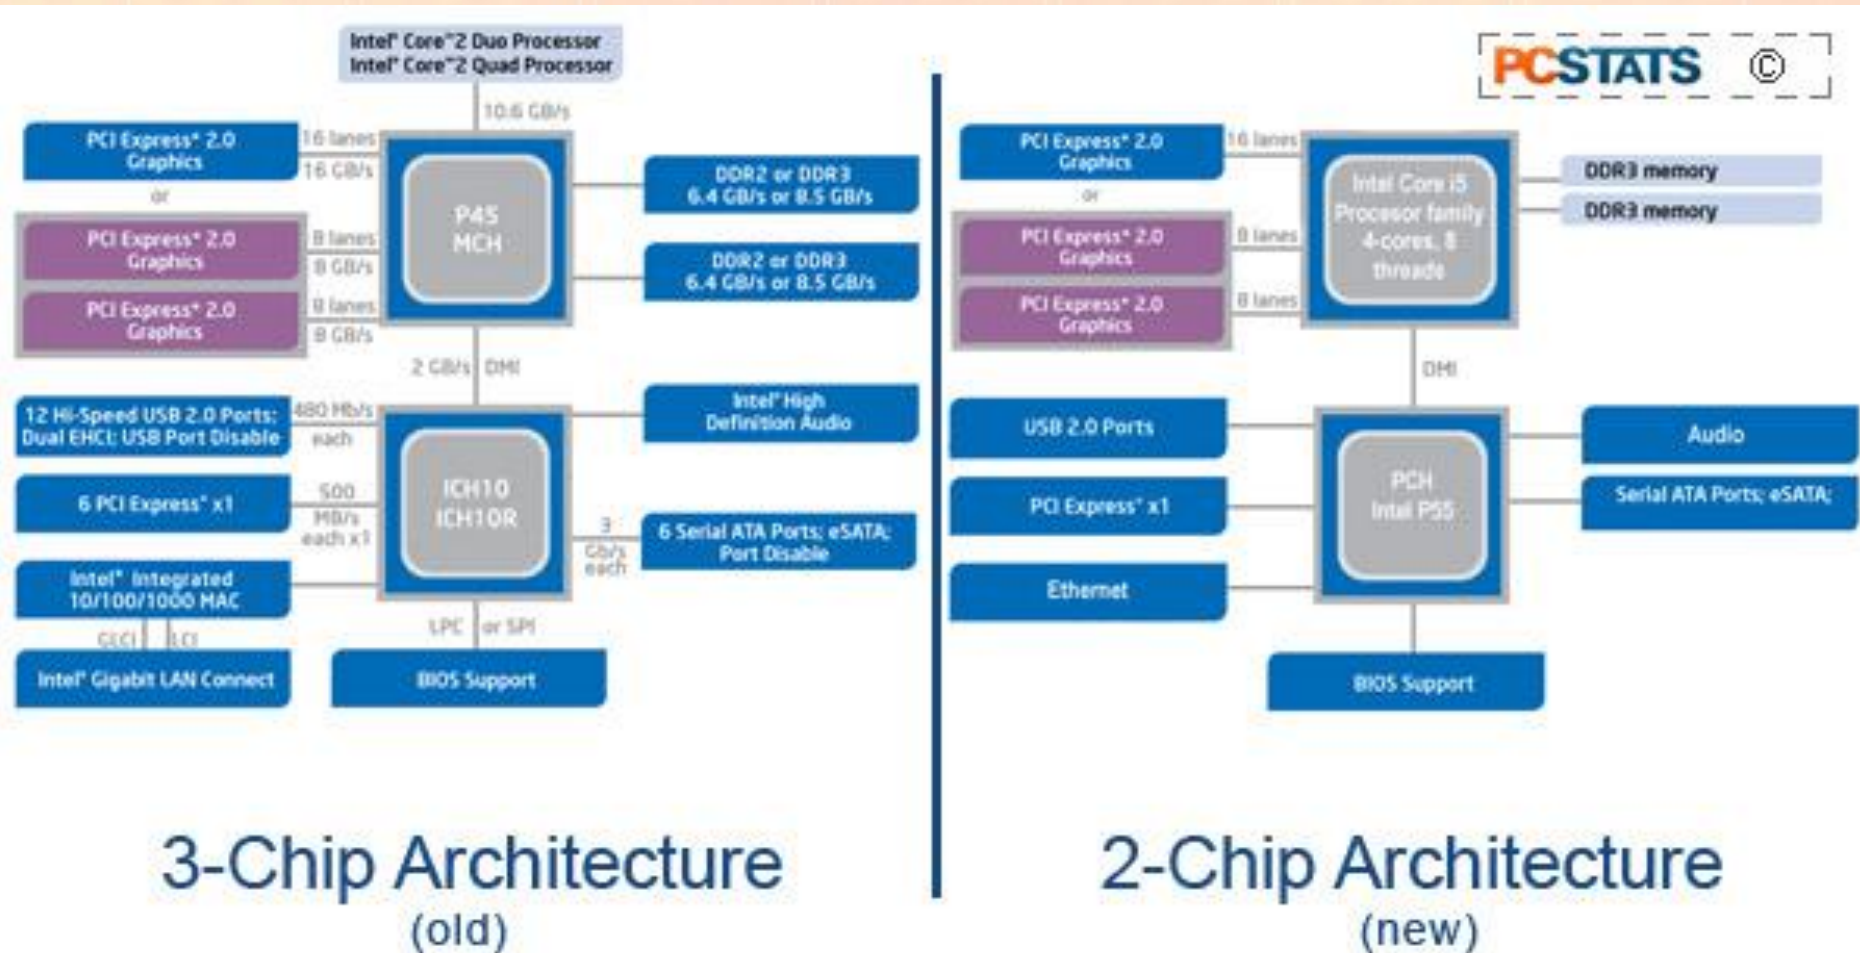 Intel® Core™2 Duo Processor
Intel® Core™2 Quad Processor
10.6 GB/s
PCI Express* 2.0
Graphics
16 lanes
16 GB/s
or
PCI Express* 2.0
Graphics
8 lanes
8 GB/s
PCI Express* 2.0
Graphics
8 lanes
8 GB/s
P45
MCH
DDR2 or DDR3
6.4 GB/s or 8.5 GB/s
DDR2 or DDR3
6.4 GB/s or 8.5 GB/s
2 GB/s DMI
12 Hi-Speed USB 2.0 Ports;
Dual EHCI; USB Port Disable
480 Mb/s
each
6 PCI Express* x1
500
MB/s
each x1
Intel® Integrated
10/100/1000 MAC
GLCI LCI
Intel® Gigabit LAN Connect
ICH10
ICH10R
Intel® High
Definition Audio
3
Gb/s
each
6 Serial ATA Ports; eSATA;
Port Disable
LPC or SPI
BIOS Support
3-Chip Architecture
(old)
PCSTATS ©
PCI Express* 2.0
Graphics
16 lanes
or
PCI Express* 2.0
Graphics
8 lanes
PCI Express* 2.0
Graphics
8 lanes
Intel Core i5
Procesor family
4-cores, 8
threads
DDR3 memory
DDR3 memory
DMI
USB 2.0 Ports
PCI Express* x1
Ethernet
PCH
Intel P55
Audio
Serial ATA Ports; eSATA;
BIOS Support
2-Chip Architecture
(new)